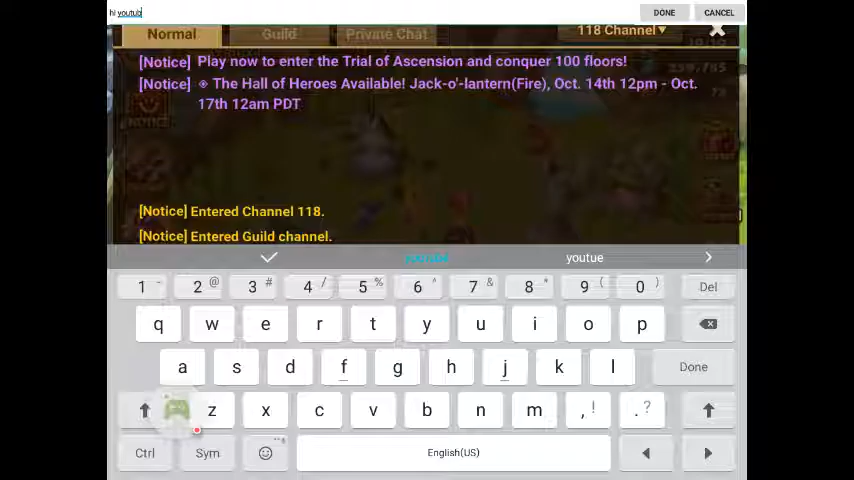 hi youtub
DONE CANCEL
Normal Guild Private Chat 118 Channel▼
[Notice] Play now to enter the Trial of Ascension and conquer 100 floors!
[Notice] ◈ The Hall of Heroes Available! Jack-o'-lantern(Fire), Oct. 14th 12pm - Oct.
17th 12am PDT
[Notice] Entered Channel 118.
[Notice] Entered Guild channel.
youtue
1 - 2 @ 3 # 4 / 5 % 6 ^ 7 & 8 * 9 ( 0 ) Del
q w e r t y u i o p
a s d f g h j k l Done
z x c v b n m , ! . ?
Ctrl Sym English(US)